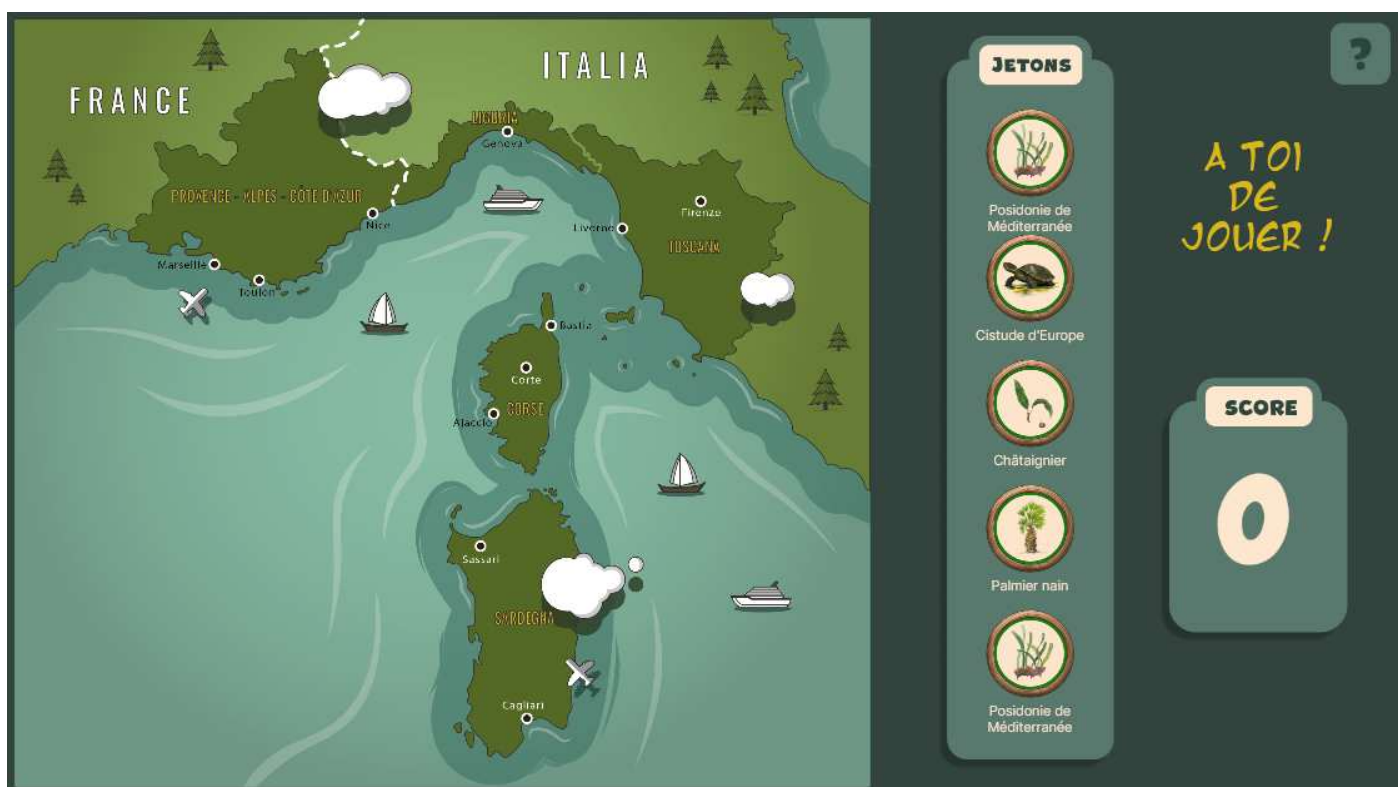 FRANCE
ITALIA
LIGURIA
Genova
PROVENCE - ALPES - CÔTE D'AZUR
Nice
Firenze
Livorno
TOSCANA
Marseille
Toulon
Bastia
Corte
CORSE
Ajaccio
Sassari
SARDEGNA
Cagliari
JETONS
Posidonie de
Méditerranée
Cistude d'Europe
Châtaignier
Palmier nain
Posidonie de
Méditerranée
?
A TOI
DE
JOUER !
SCORE
0